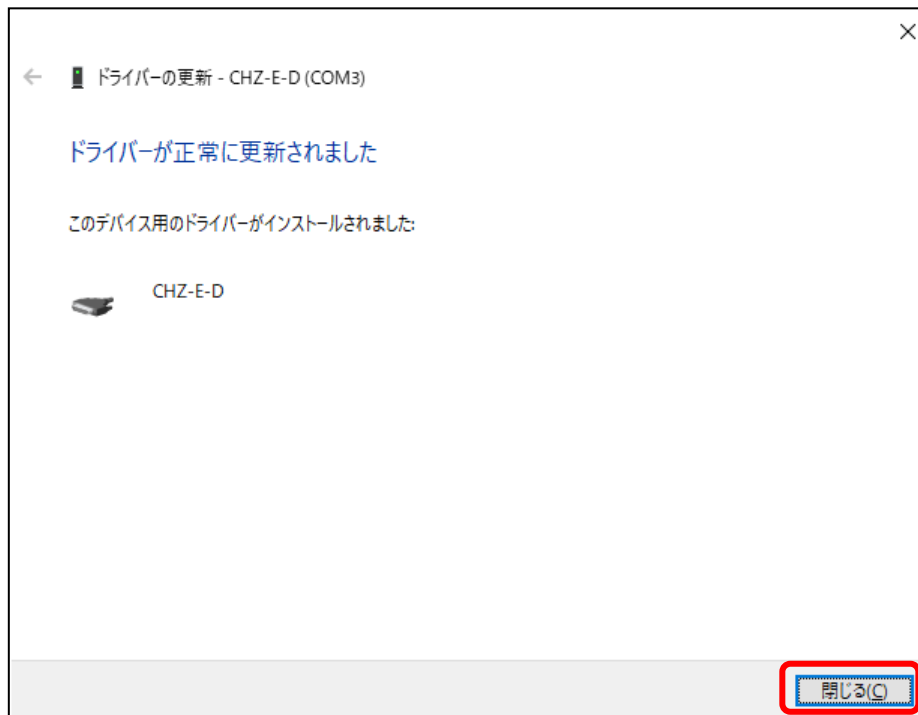 ドライバーの更新 - CHZ-E-D (COM3)
ドライバーが正常に更新されました
このデバイス用のドライバーがインストールされました:
CHZ-E-D
閉じる(C)